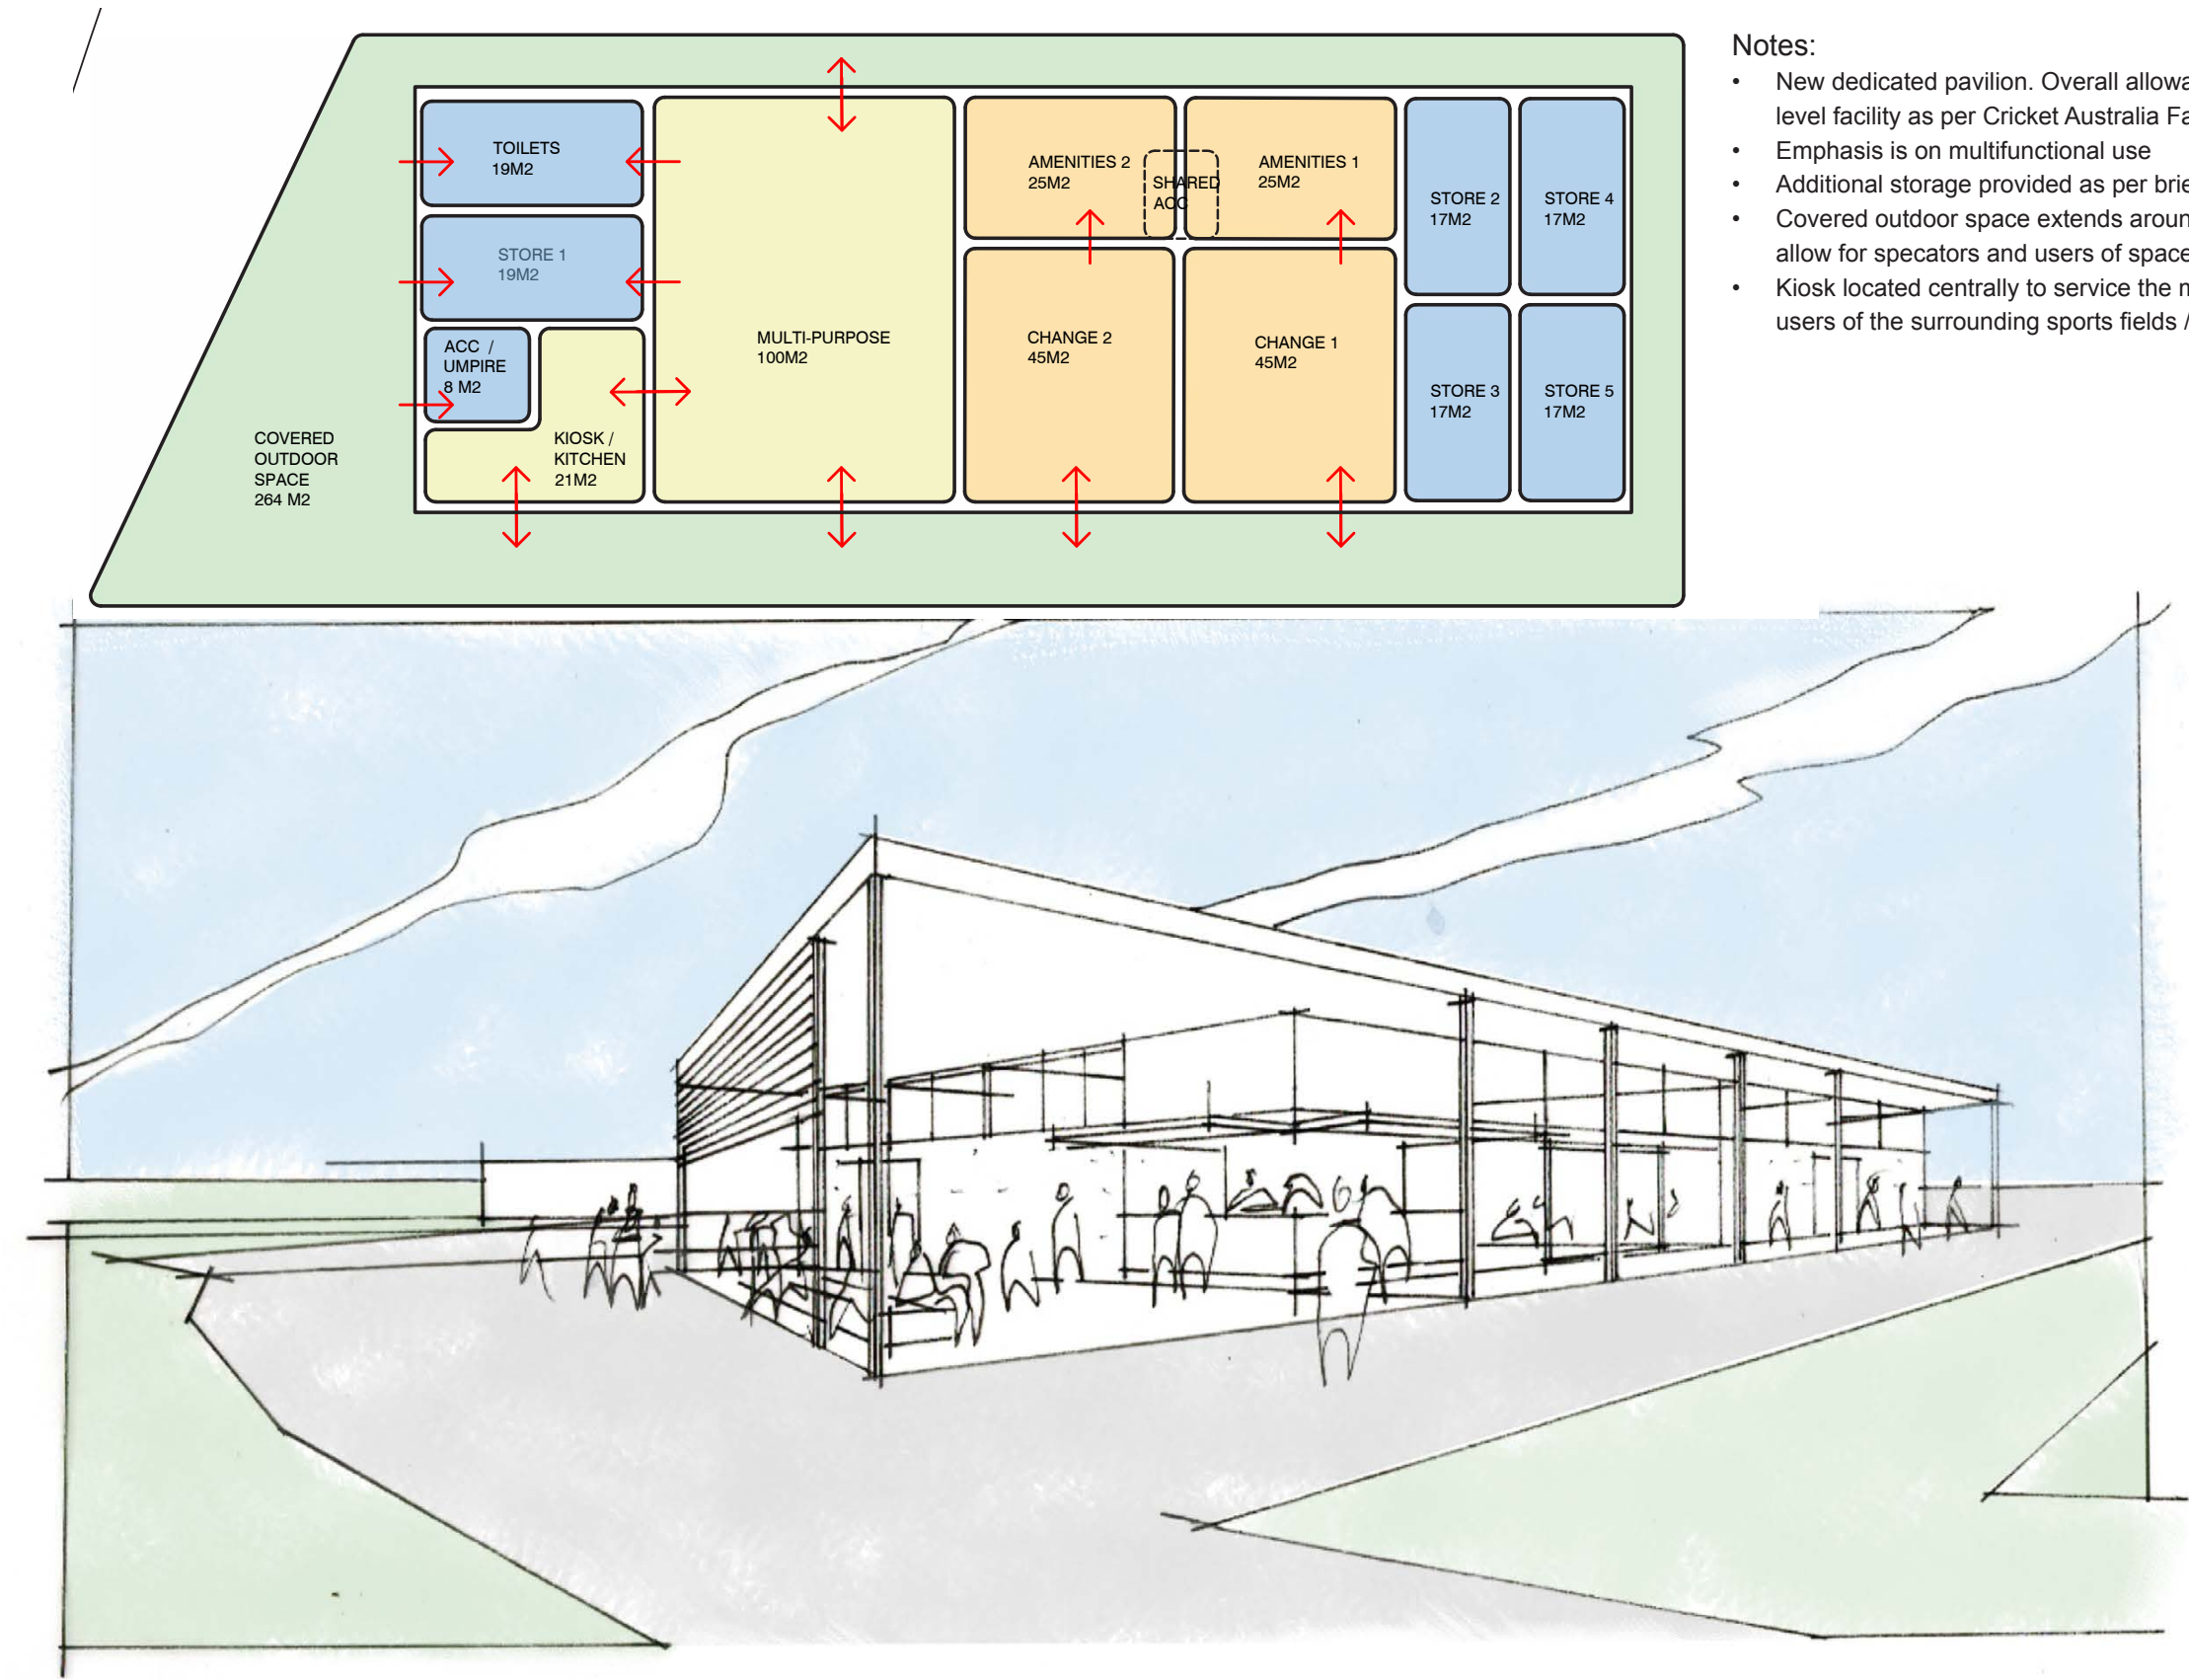 TOILETS
19M2
STORE 1
19M2
ACC /
UMPIRE
8 M2
KIOSK /
KITCHEN
21M2
COVERED
OUTDOOR
SPACE
264 M2
MULTI-PURPOSE
100M2
AMENITIES 2
25M2
SHARED
ACC
AMENITIES 1
25M2
CHANGE 2
45M2
CHANGE 1
45M2
STORE 2
17M2
STORE 4
17M2
STORE 3
17M2
STORE 5
17M2
Notes:
• New dedicated pavilion. Overall allowa
level facility as per Cricket Australia Fa
• Emphasis is on multifunctional use
• Additional storage provided as per brie
• Covered outdoor space extends aroun
allow for specators and users of space
• Kiosk located centrally to service the m
users of the surrounding sports fields /